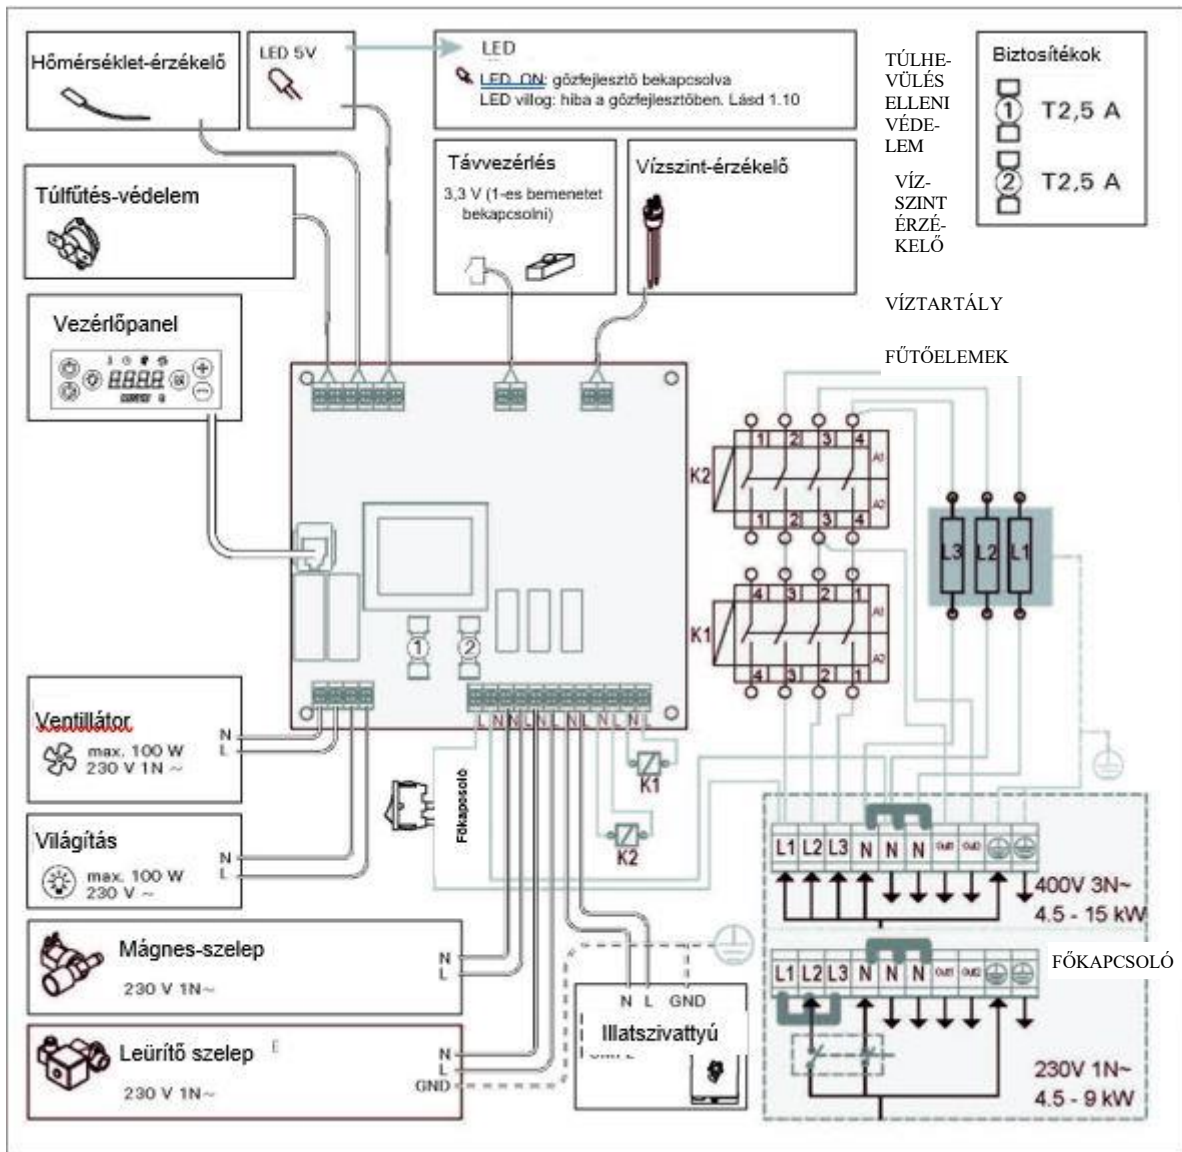 Hőmérséklet-érzékelő
LED 5V
LED
LED ON: gőzfejlesztő bekapcsolva
LED villog: hiba a gőzfejlesztőben. Lásd 1.10
TÚLHE-
VÜLÉS
ELLENI
VÉDE-
LEM
VÍZ-
SZINT
ÉRZÉ-
KELŐ
VÍZTARTÁLY
FŰTŐELEMEK
Biztosítékok
1 T2,5 A
2 T2,5 A
Túlfűtés-védelem
Távvezérlés
3,3 V (1-es bemenetet
bekapcsolni)
Vízszint-érzékelő
Vezérlőpanel
K2
1 2 3 4
A1
A2
1 2 3 4
K1
4 3 2 1
A1
A2
4 3 2 1
L3 L2 L1
1 2
L N N L N L N L N L N L
Ventillátor
max. 100 W
230 V 1N ~
N
L
Világítás
max. 100 W
230 V ~
N
L
Főkaposoló
K1
K2
Mágnes-szelep
230 V 1N~
N
L
Leürítő szelep
230 V 1N~
N
L
GND
N L GND
Illatszivattyú
L1 L2 L3 N N N Out1 Out2
400V 3N~
4.5 - 15 kW
FŐKAPCSOLÓ
L1 L2 L3 N N N Out1 Out2
230V 1N~
4.5 - 9 kW